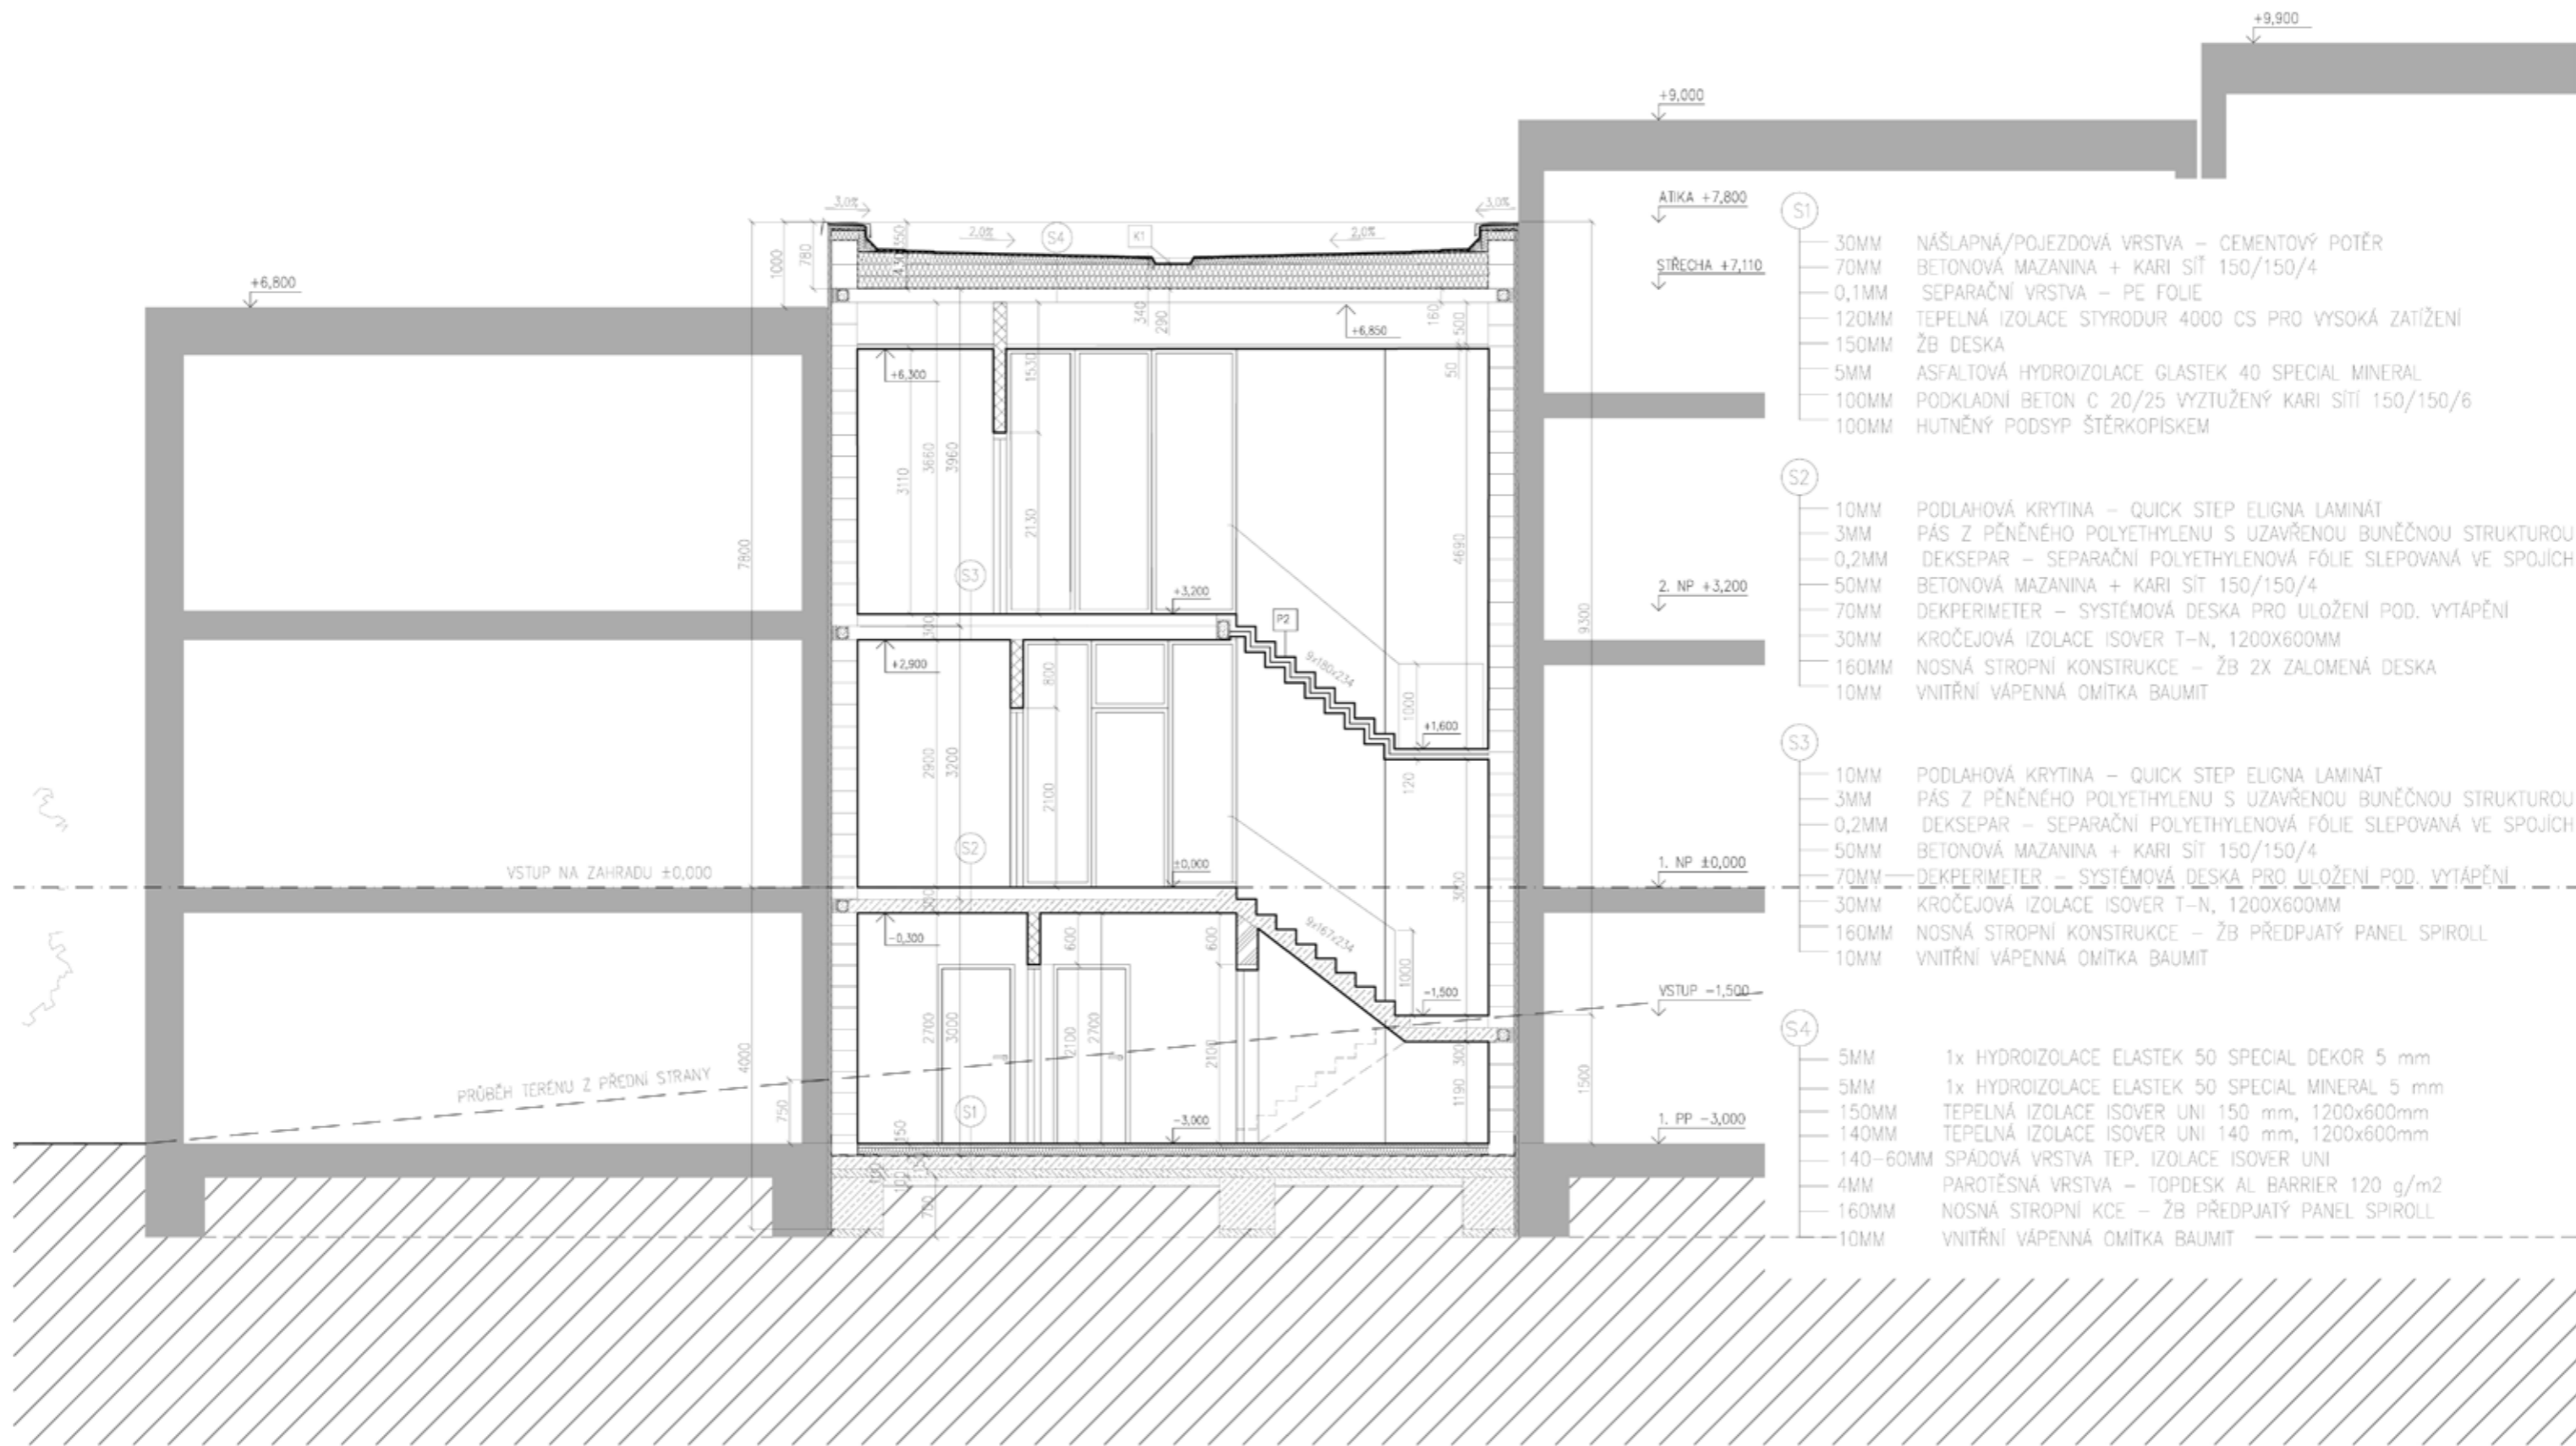 +9,900
+9,000
ATIKA +7,800
STŘECHA +7,110
2. NP +3,200
1. NP ±0,000
VSTUP -1,500
1. PP -3,000
+6,800
VSTUP NA ZAHRADU ±0,000
PRŮBĚH TERÉNU Z PŘEDNÍ STRANY
3,0%
3,0%
2,0%
S4
K1
2,0%
1000
780
350
340
290
160
500
+6,850
+6,300
1530
50
3110
3660
3960
2130
4690
7800
S3
+3,200
300
P2
9x180x234
9300
+2,900
800
1000
+1,600
2900
3200
2100
120
S2
±0,000
3000
300
-0,300
600
600
9x167x234
1000
-1,500
2700
3000
2100
2700
2100
300
1190
4000
750
1500
S1
-3,000
150
100
700
S1
30MM NÁŠLAPNÁ/POJEZDOVÁ VRSTVA – CEMENTOVÝ POTĚR
70MM BETONOVÁ MAZANINA + KARI SÍŤ 150/150/4
0,1MM SEPARAČNÍ VRSTVA – PE FOLIE
120MM TEPELNÁ IZOLACE STYRODUR 4000 CS PRO VYSOKÁ ZATÍŽENÍ
150MM ŽB DESKA
5MM ASFALTOVÁ HYDROIZOLACE GLASTEK 40 SPECIAL MINERAL
100MM PODKLADNÍ BETON C 20/25 VYZTUŽENÝ KARI SÍTÍ 150/150/6
100MM HUTNĚNÝ PODSYP ŠTĚRKOPÍSKEM
S2
10MM PODLAHOVÁ KRYTINA – QUICK STEP ELIGNA LAMINÁT
3MM PÁS Z PĚNĚNÉHO POLYETHYLENU S UZAVŘENOU BUNĚČNOU STRUKTUROU
0,2MM DEKSEPAR – SEPARAČNÍ POLYETHYLENOVÁ FÓLIE SLEPOVANÁ VE SPOJÍCH
50MM BETONOVÁ MAZANINA + KARI SÍT 150/150/4
70MM DEKPERIMETER – SYSTÉMOVÁ DESKA PRO ULOŽENÍ POD. VYTÁPĚNÍ
30MM KROČEJOVÁ IZOLACE ISOVER T-N, 1200X600MM
160MM NOSNÁ STROPNÍ KONSTRUKCE – ŽB 2X ZALOMENÁ DESKA
10MM VNITŘNÍ VÁPENNÁ OMÍTKA BAUMIT
S3
10MM PODLAHOVÁ KRYTINA – QUICK STEP ELIGNA LAMINÁT
3MM PÁS Z PĚNĚNÉHO POLYETHYLENU S UZAVŘENOU BUNĚČNOU STRUKTUROU
0,2MM DEKSEPAR – SEPARAČNÍ POLYETHYLENOVÁ FÓLIE SLEPOVANÁ VE SPOJÍCH
50MM BETONOVÁ MAZANINA + KARI SÍT 150/150/4
70MM DEKPERIMETER – SYSTÉMOVÁ DESKA PRO ULOŽENÍ POD. VYTÁPĚNÍ
30MM KROČEJOVÁ IZOLACE ISOVER T-N, 1200X600MM
160MM NOSNÁ STROPNÍ KONSTRUKCE – ŽB PŘEDPJATÝ PANEL SPIROLL
10MM VNITŘNÍ VÁPENNÁ OMÍTKA BAUMIT
S4
5MM 1x HYDROIZOLACE ELASTEK 50 SPECIAL DEKOR 5 mm
5MM 1x HYDROIZOLACE ELASTEK 50 SPECIAL MINERAL 5 mm
150MM TEPELNÁ IZOLACE ISOVER UNI 150 mm, 1200x600mm
140MM TEPELNÁ IZOLACE ISOVER UNI 140 mm, 1200x600mm
140-60MM SPÁDOVÁ VRSTVA TEP. IZOLACE ISOVER UNI
4MM PAROTĚSNÁ VRSTVA – TOPDESK AL BARRIER 120 g/m2
160MM NOSNÁ STROPNÍ KCE – ŽB PŘEDPJATÝ PANEL SPIROLL
10MM VNITŘNÍ VÁPENNÁ OMÍTKA BAUMIT